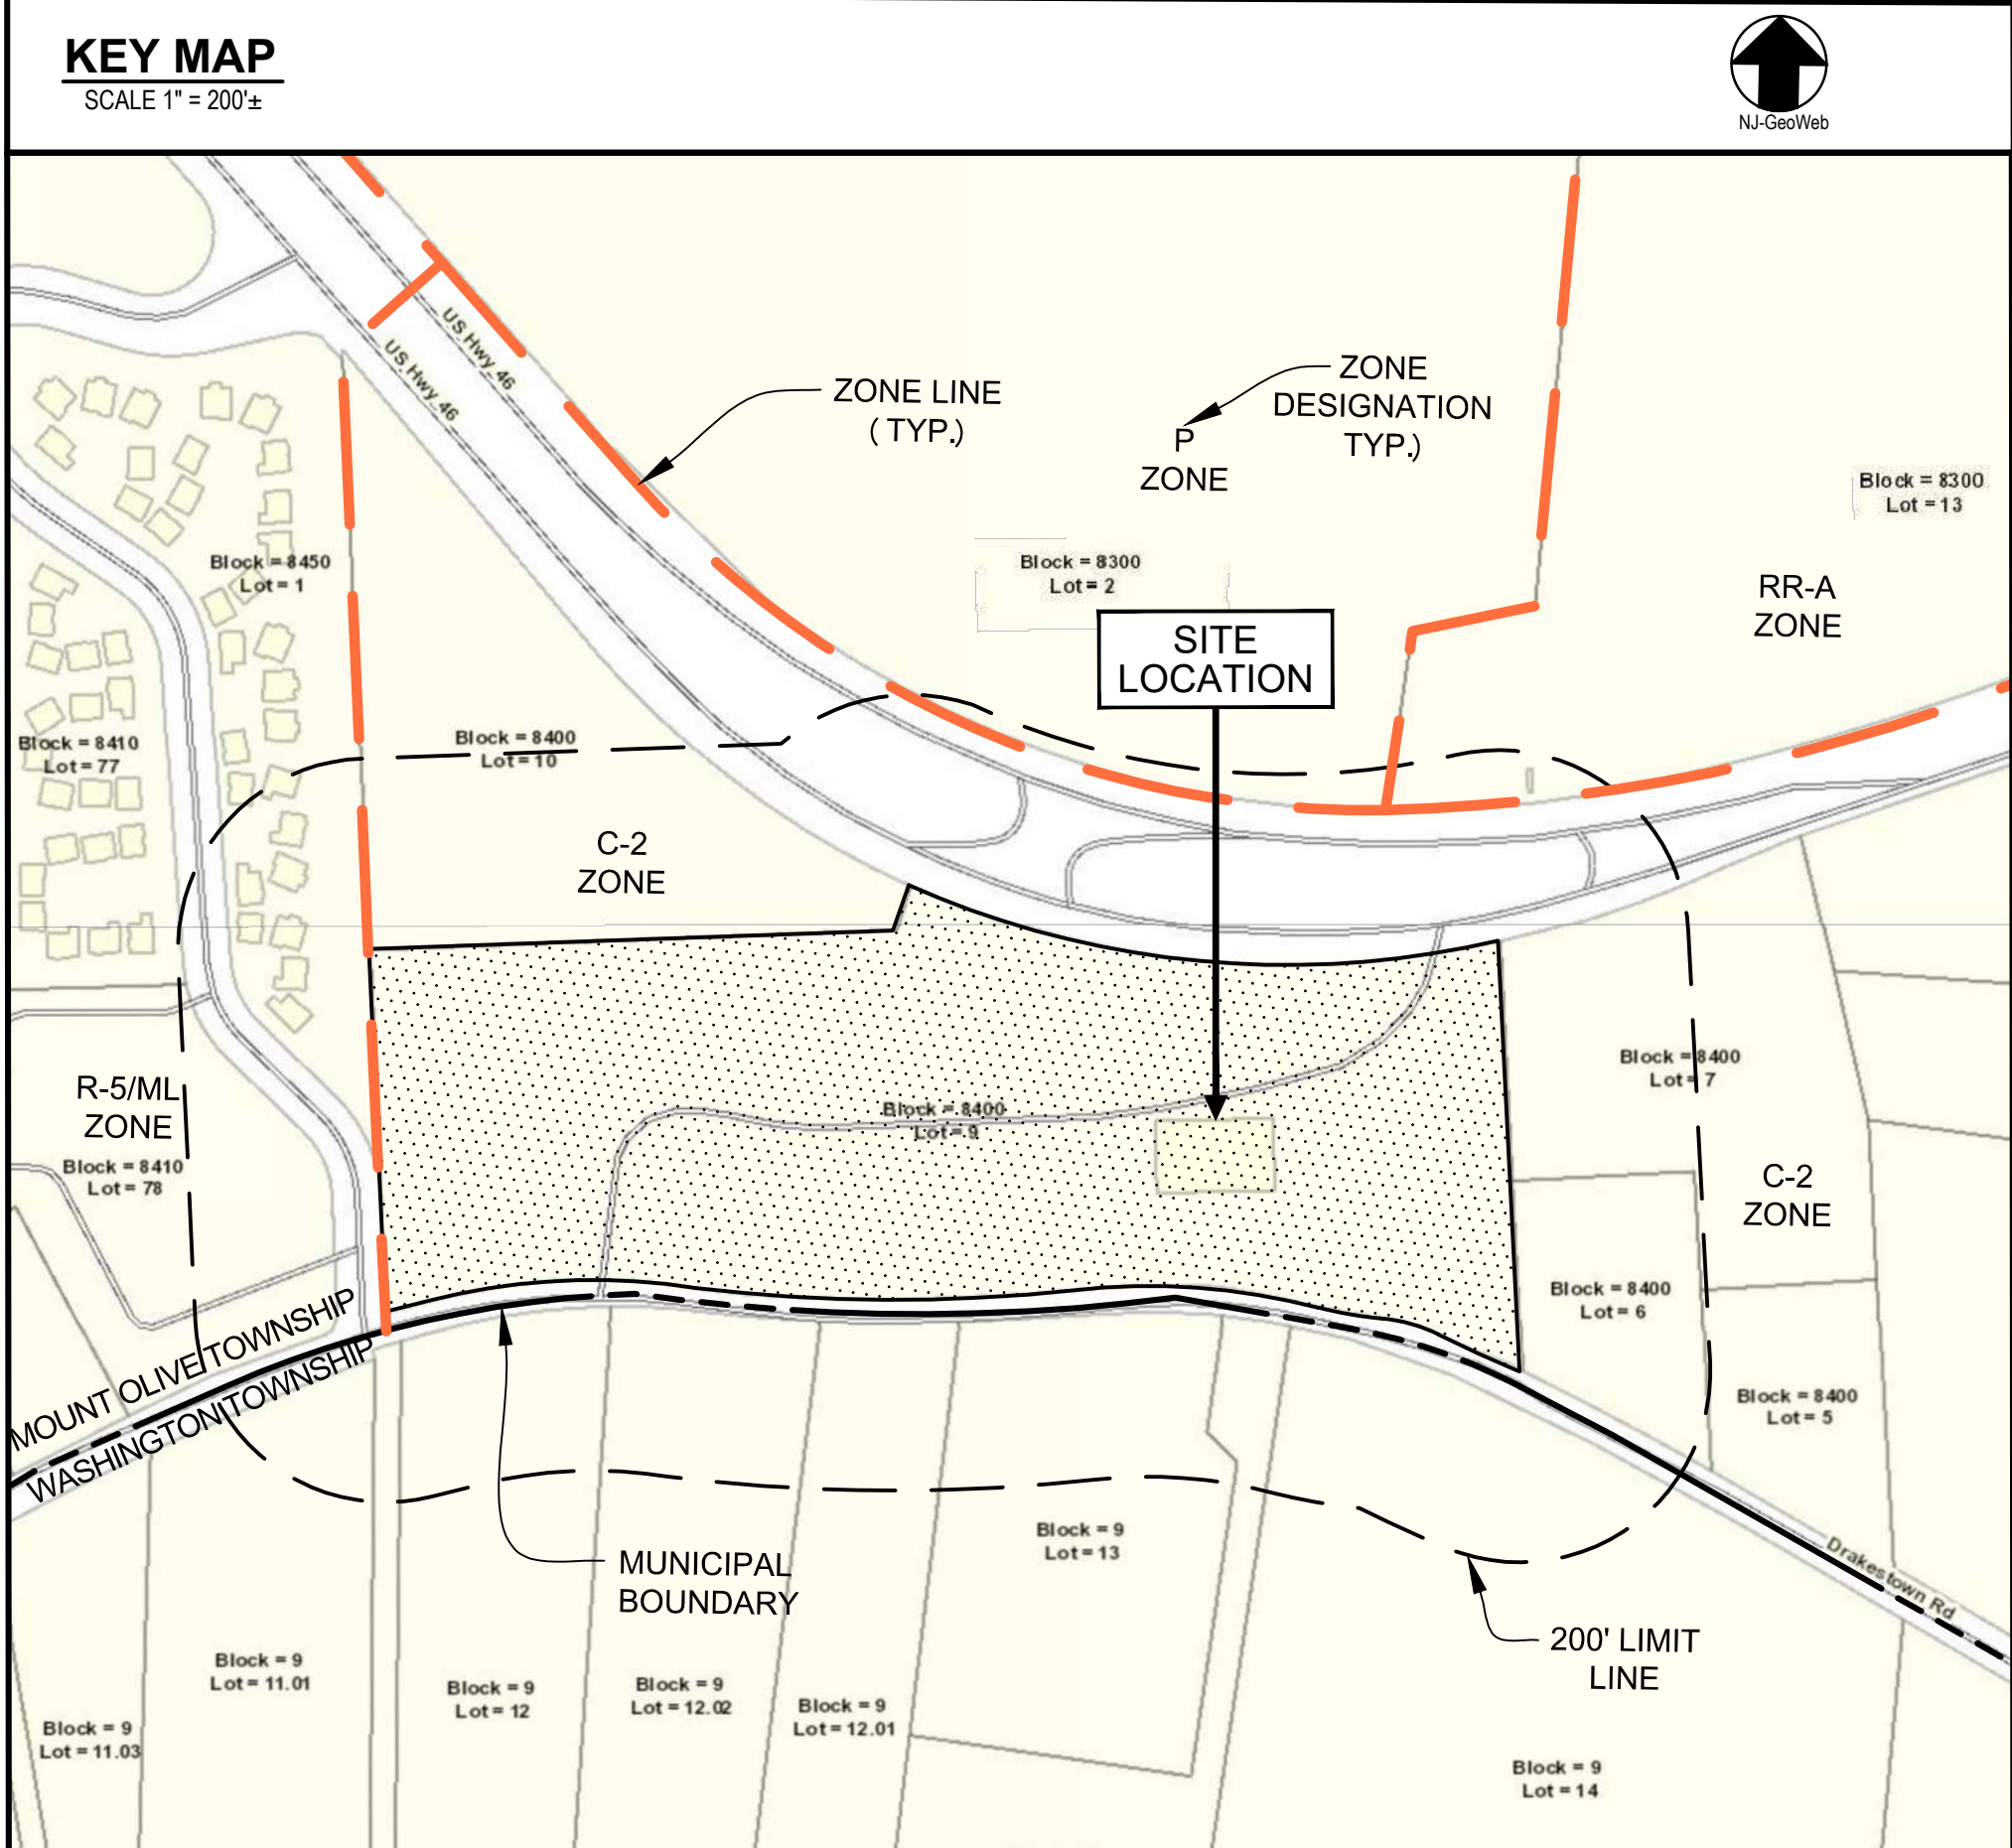 KEY MAP
SCALE 1" = 200'±
NJ-GeoWeb
US Hwy 46
US Hwy 46
ZONE LINE
( TYP.)
ZONE
DESIGNATION
TYP.)
P
ZONE
Block = 8300
Lot = 13
Block = 8450
Lot = 1
Block = 8300
Lot = 2
RR-A
ZONE
SITE
LOCATION
Block = 8410
Lot = 77
Block = 8400
Lot = 10
C-2
ZONE
Block = 8400
Lot = 7
R-5/ML
ZONE
Block = 8400
Lot = 9
Block = 8410
Lot = 78
C-2
ZONE
Block = 8400
Lot = 6
MOUNT OLIVE TOWNSHIP
WASHINGTON TOWNSHIP
Block = 8400
Lot = 5
Block = 9
Lot = 13
MUNICIPAL
BOUNDARY
Drakestown Rd
200' LIMIT
LINE
Block = 9
Lot = 11.01
Block = 9
Lot = 12
Block = 9
Lot = 12.02
Block = 9
Lot = 12.01
Block = 9
Lot = 11.03
Block = 9
Lot = 14